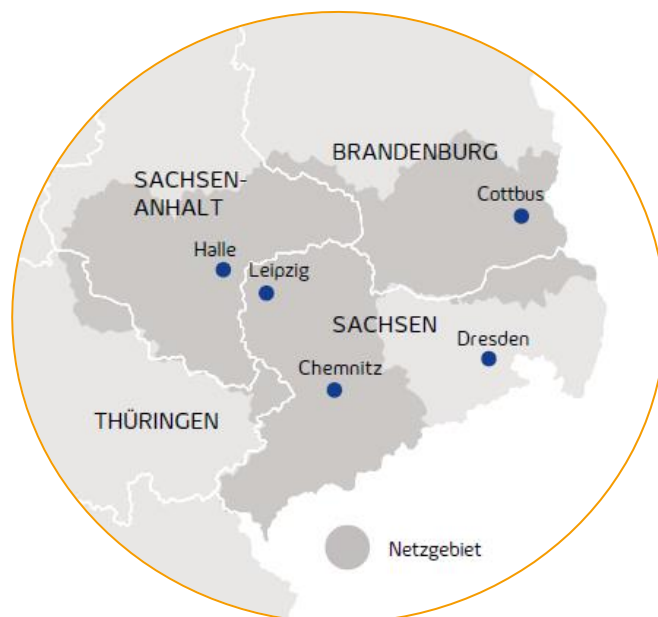 BRANDENBURG
SACHSEN-
ANHALT
Cottbus
Halle
Leipzig
SACHSEN
Dresden
Chemnitz
THÜRINGEN
Netzgebiet